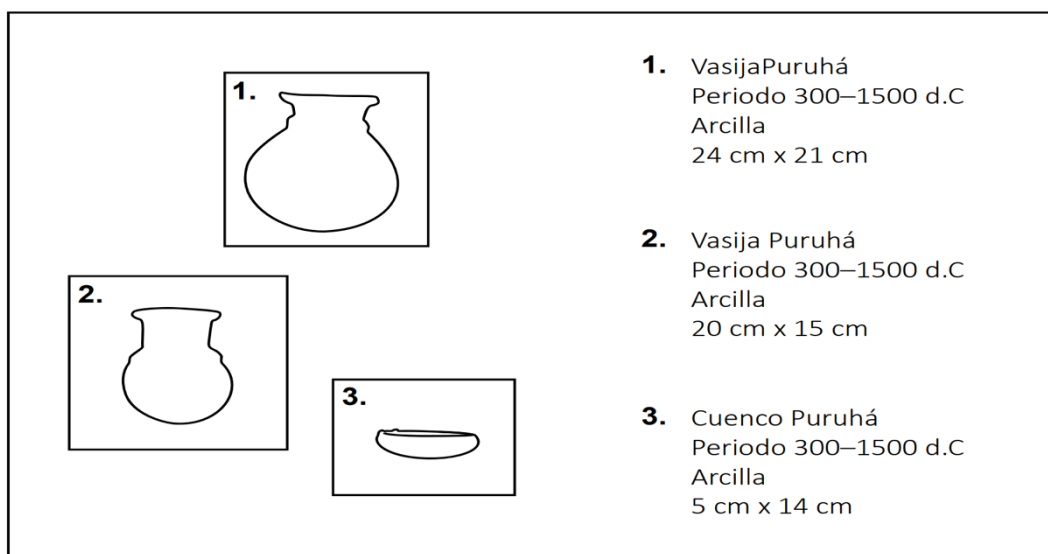 1.
2.
3.
1. VasijaPuruhá
Periodo 300–1500 d.C
Arcilla
24 cm x 21 cm
2. Vasija Puruhá
Periodo 300–1500 d.C
Arcilla
20 cm x 15 cm
3. Cuenco Puruhá
Periodo 300–1500 d.C
Arcilla
5 cm x 14 cm